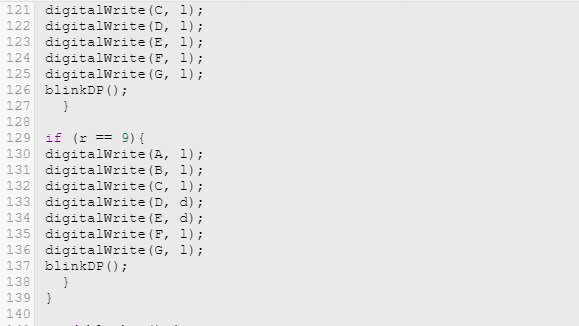 121 digitalWrite(C, l);
122 digitalWrite(D, l);
123 digitalWrite(E, l);
124 digitalWrite(F, l);
125 digitalWrite(G, l);
126 blinkDP();
127 }
128
129 if (r == 9){
130 digitalWrite(A, l);
131 digitalWrite(B, l);
132 digitalWrite(C, l);
133 digitalWrite(D, d);
134 digitalWrite(E, d);
135 digitalWrite(F, l);
136 digitalWrite(G, l);
137 blinkDP();
138 }
139 }
140